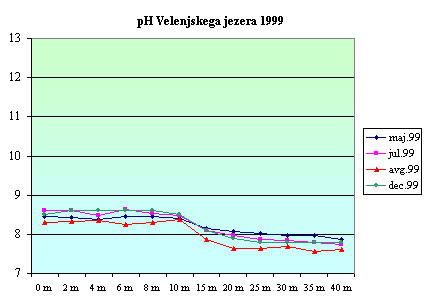 pH Velenjskega jezera 1999
13
12
11
10
9
8
7
0 m 2 m 4 m 6 m 8 m 10 m 15 m 20 m 25 m 30 m 35 m 40 m
maj.99
jul.99
avg.99
dec.99